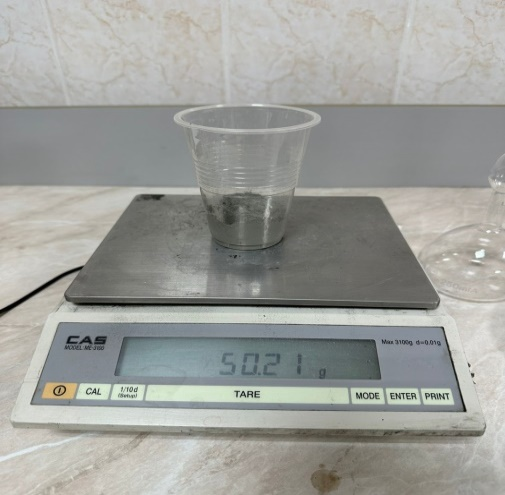 CAS
MODEL: ME-3100
Max 3100g d=0.01g
50.21 g
CAL
1/10d
(Setup)
TARE
MODE
ENTER
PRINT